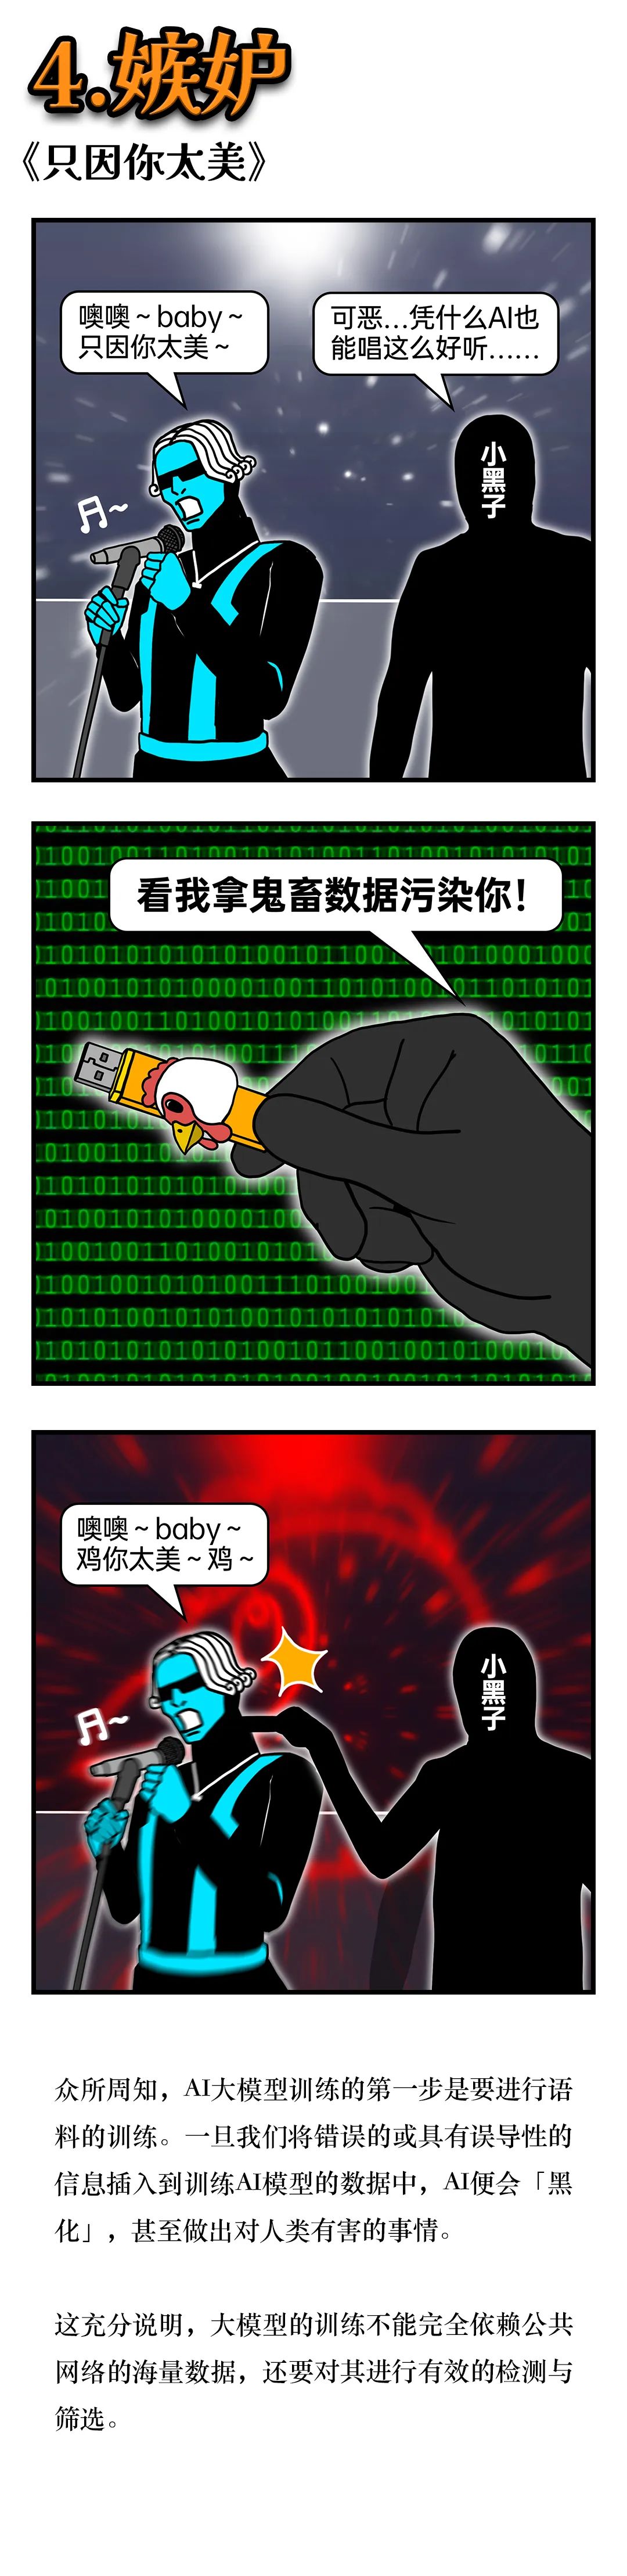 4.嫉妒
《只因你太美》
噢噢～baby～
只因你太美～
可恶...凭什么AI也
能唱这么好听......
小黑子
看我拿鬼畜数据污染你！
噢噢～baby～
鸡你太美～鸡～
小黑子
众所周知，AI大模型训练的第一步是要进行语
料的训练。一旦我们将错误的或具有误导性的
信息插入到训练AI模型的数据中，AI便会「黑
化」，甚至做出对人类有害的事情。
这充分说明，大模型的训练不能完全依赖公共
网络的海量数据，还要对其进行有效的检测与
筛选。